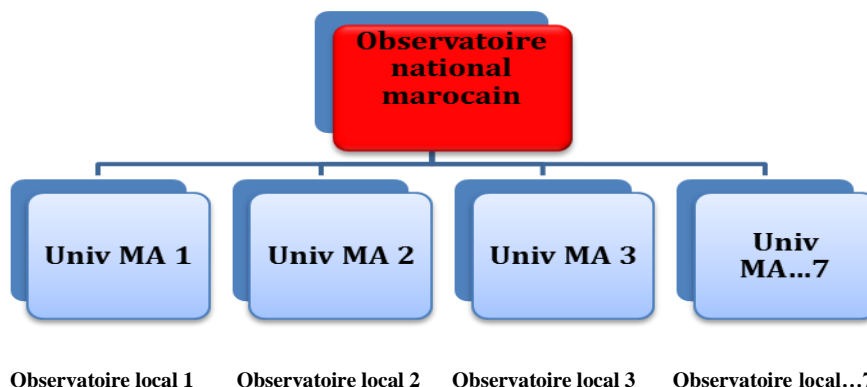 Observatoire
national
marocain
Univ MA 1
Univ MA 2
Univ MA 3
Univ
MA...7
Observatoire local 1
Observatoire local 2
Observatoire local 3
Observatoire local...